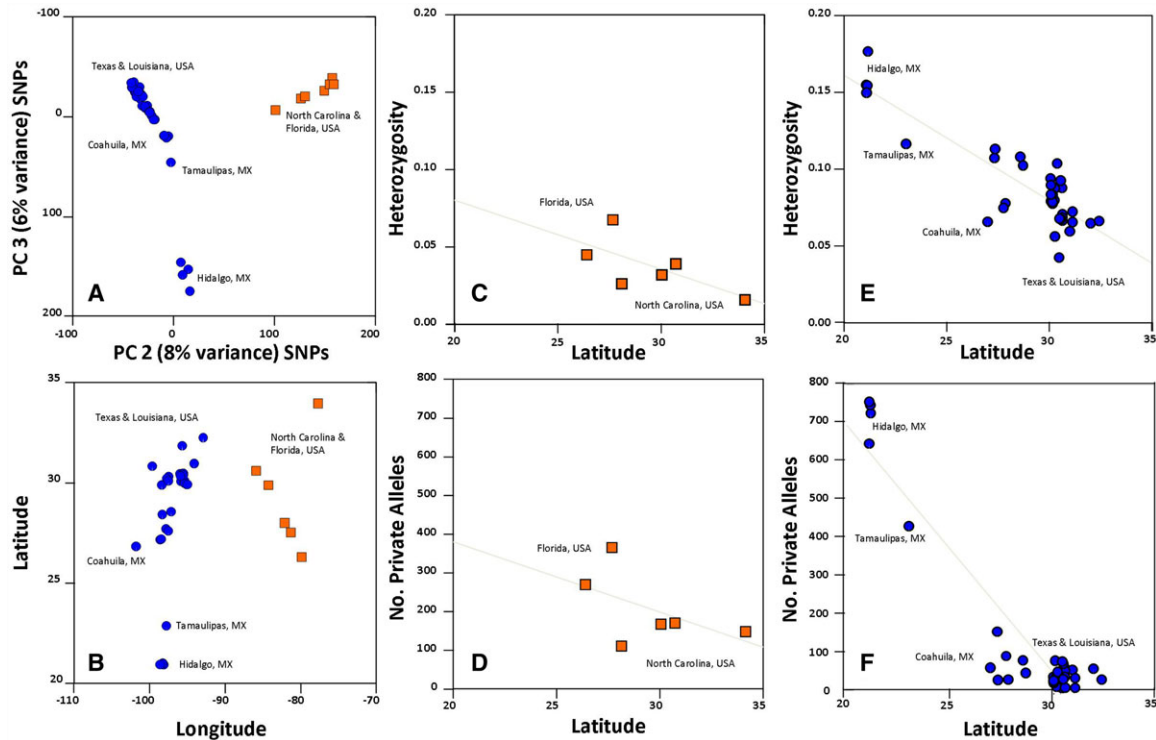 -100
0
100
200
PC 3 (6% variance) SNPs
Texas & Louisiana, USA
Coahuila, MX
Tamaulipas, MX
Hidalgo, MX
North Carolina &
Florida, USA
A
-100
0
100
200
PC 2 (8% variance) SNPs
0.20
0.15
0.10
0.05
0.00
Heterozygosity
Florida, USA
North Carolina, USA
C
20
25
30
35
Latitude
0.20
0.15
0.10
0.05
0.00
Heterozygosity
Hidalgo, MX
Tamaulipas, MX
Coahuila, MX
Texas & Louisiana, USA
E
20
25
30
35
Latitude
35
30
25
20
Latitude
Texas & Louisiana, USA
North Carolina &
Florida, USA
Coahuila, MX
Tamaulipas, MX
Hidalgo, MX
B
-110
-100
-90
-80
-70
Longitude
800
700
600
500
400
300
200
100
0
No. Private Alleles
Florida, USA
North Carolina, USA
D
20
25
30
35
Latitude
800
700
600
500
400
300
200
100
0
No. Private Alleles
Hidalgo, MX
Tamaulipas, MX
Texas & Louisiana, USA
Coahuila, MX
F
20
25
30
35
Latitude